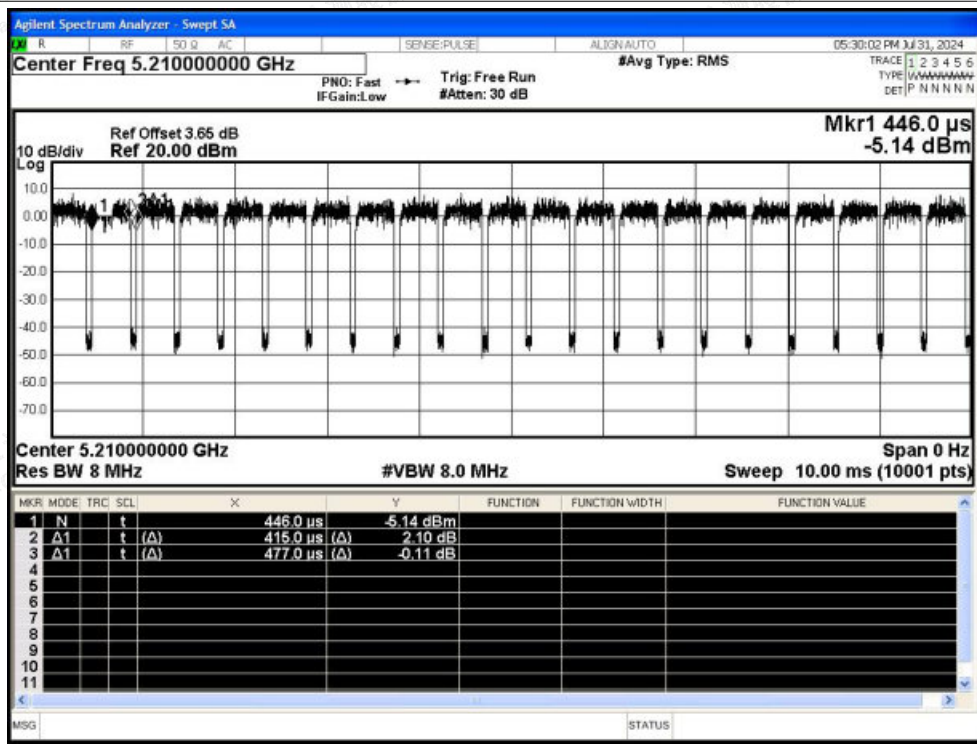 Agilent Spectrum Analyzer - Swept SA
LXI R RF 50 Ω AC SENSE:PULSE ALIGN AUTO 05:30:02 PM Jul 31, 2024
Center Freq 5.210000000 GHz #Avg Type: RMS TRACE 1 2 3 4 5 6
PNO: Fast Trig: Free Run TYPE WWWWWW
IFGain:Low #Atten: 30 dB DET P N N N N N
Mkr1 446.0 µs
Ref Offset 3.65 dB
10 dB/div Ref 20.00 dBm -5.14 dBm
Log
10.0
1 2Δ1
0.00
-10.0
-20.0
-30.0
-40.0
-50.0
-60.0
-70.0
Center 5.210000000 GHz Span 0 Hz
Res BW 8 MHz #VBW 8.0 MHz Sweep 10.00 ms (10001 pts)
MKR MODE TRC SCL X Y FUNCTION FUNCTION WIDTH FUNCTION VALUE
1 N t 446.0 µs -5.14 dBm
2 Δ1 t (Δ) 415.0 µs (Δ) 2.10 dB
3 Δ1 t (Δ) 477.0 µs (Δ) -0.11 dB
4
5
6
7
8
9
10
11
MSG STATUS